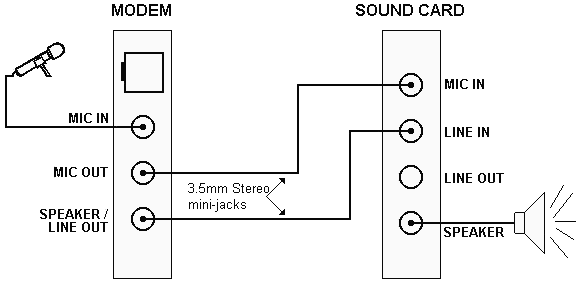 MODEM
SOUND CARD
MIC IN
MIC IN
LINE IN
MIC OUT
LINE OUT
3.5mm Stereo
mini-jacks
SPEAKER /
LINE OUT
SPEAKER